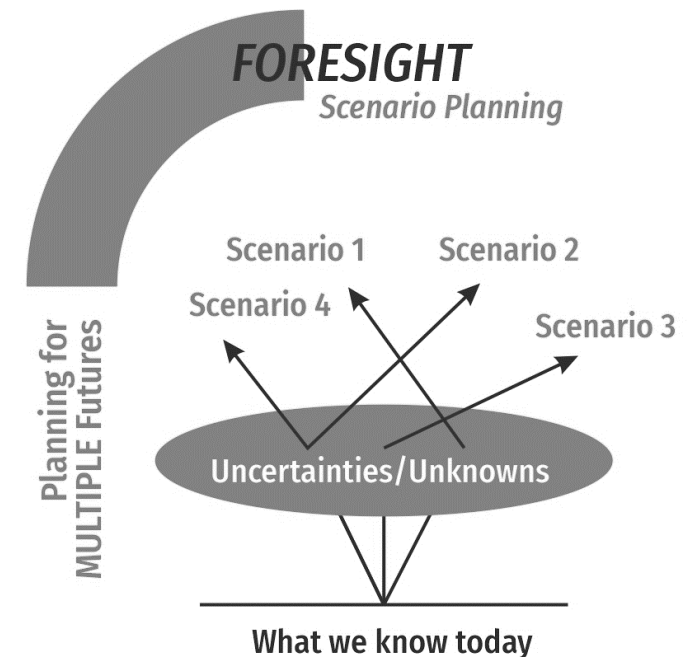 FORESIGHT
Scenario Planning
Scenario 1
Scenario 2
Scenario 4
Scenario 3
Planning for
MULTIPLE Futures
Uncertainties/Unknowns
What we know today